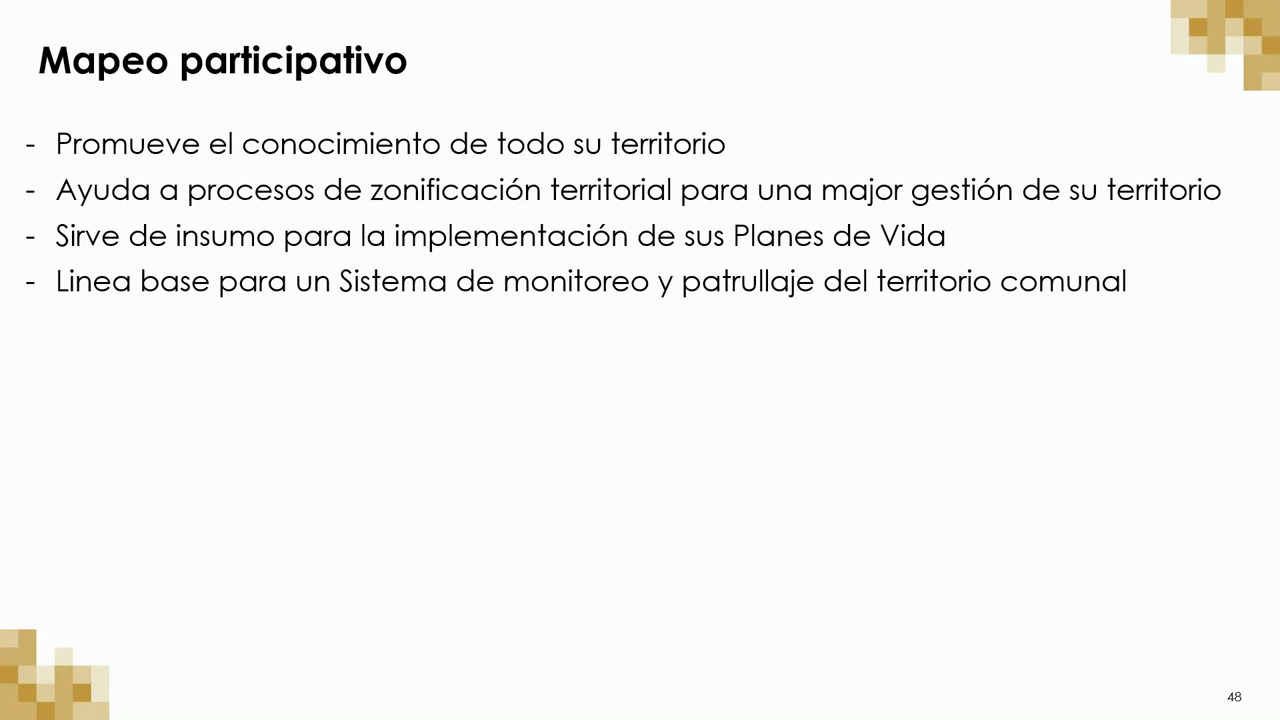 Mapeo participativo
- Promueve el conocimiento de todo su territorio
- Ayuda a procesos de zonificación territorial para una major gestión de su territorio
- Sirve de insumo para la implementación de sus Planes de Vida
- Linea base para un Sistema de monitoreo y patrullaje del territorio comunal
48